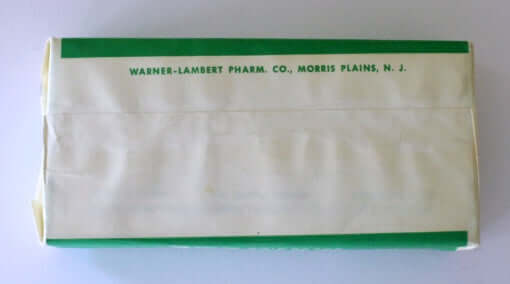 WARNER-LAMBERT PHARM. CO., MORRIS PLAINS, N. J.